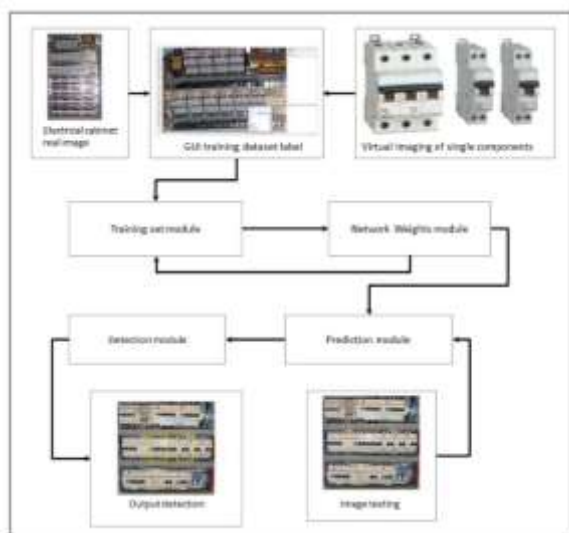 Electrical cabinet
real image
GUI training dataset label
Virtual imaging of single components
Training set module
Network Weights module
Detection module
Prediction module
Output detection
Image testing